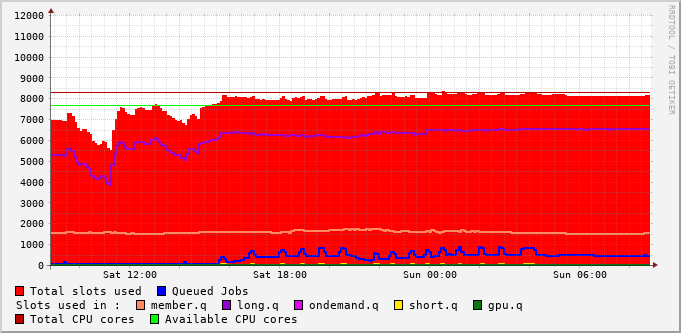 RRDTOOL / TOBI OETIKER
12000
11000
10000
9000
8000
7000
6000
5000
4000
3000
2000
1000
0
Sat 12:00 Sat 18:00 Sun 00:00 Sun 06:00
Total slots used Queued Jobs
Slots used in : member.q long.q ondemand.q short.q gpu.q
Total CPU cores Available CPU cores